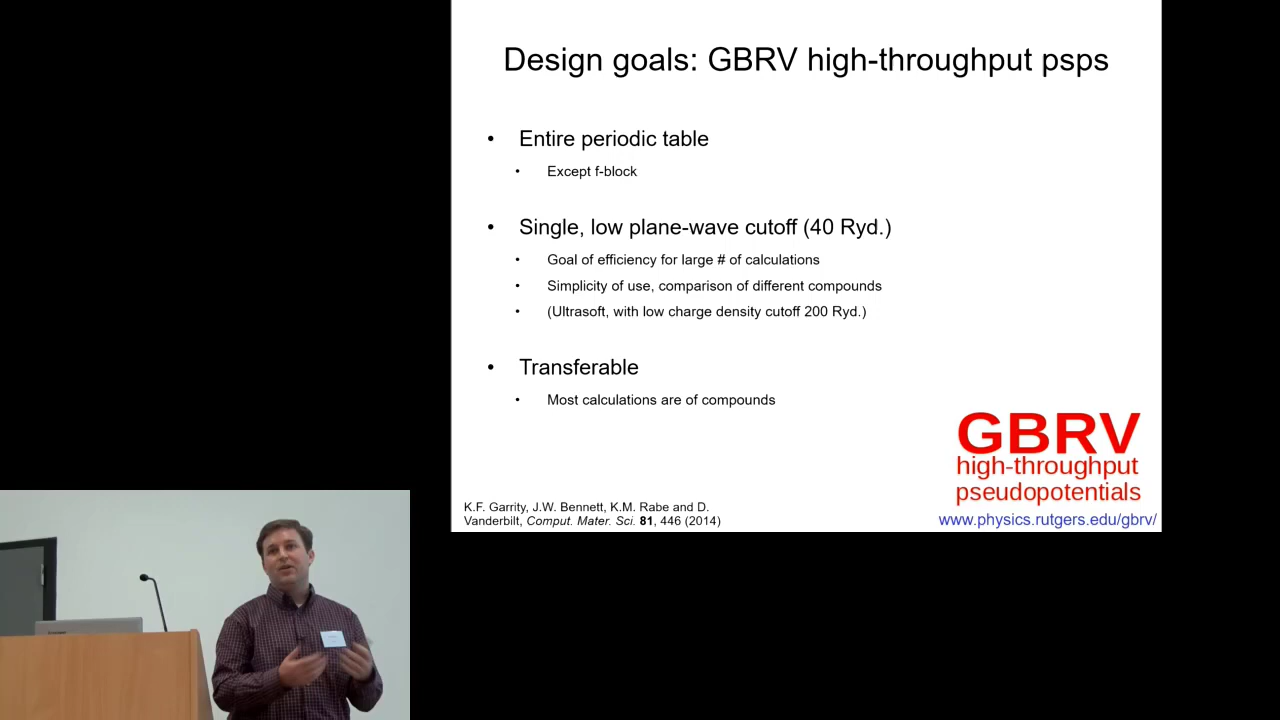 Design goals: GBRV high-throughput psps
• Entire periodic table
• Except f-block
• Single, low plane-wave cutoff (40 Ryd.)
• Goal of efficiency for large # of calculations
• Simplicity of use, comparison of different compounds
• (Ultrasoft, with low charge density cutoff 200 Ryd.)
• Transferable
• Most calculations are of compounds
GBRV
high-throughput
pseudopotentials
www.physics.rutgers.edu/gbrv/
K.F. Garrity, J.W. Bennett, K.M. Rabe and D.
Vanderbilt, Comput. Mater. Sci. 81, 446 (2014)